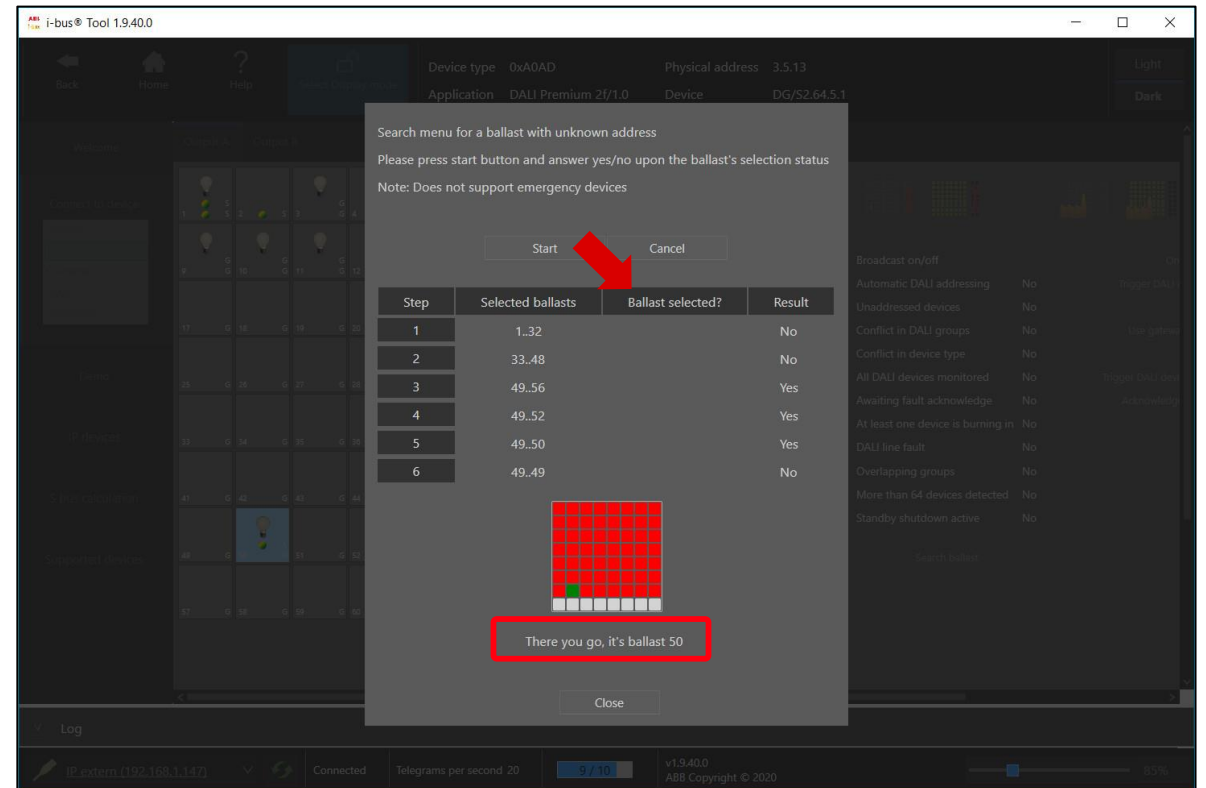 ABB
i-bus® Tool 1.9.40.0
Back
Home
Help
Device type 0xA0AD
Application DALI Premium 2f/1.0
Physical address 3.5.13
Device DG/S2.64.5.1
Light
Dark
Welcome
Output A
Search menu for a ballast with unknown address
Please press start button and answer yes/no upon the ballast's selection status
Note: Does not support emergency devices
Start
Cancel
Step Selected ballasts Ballast selected? Result
1 1..32 No
2 33..48 No
3 49..56 Yes
4 49..52 Yes
5 49..50 Yes
6 49..49 No
There you go, it's ballast 50
Close
Broadcast on/off On
Automatic DALI addressing No Trigger DALI
Unaddressed devices No
Conflict in DALI groups No
Conflict in device type No
All DALI devices monitored No
Awaiting fault acknowledge No
At least one device is burning in No
DALI line fault No
Overlapping groups No
More than 64 devices detected No
Standby shutdown active No
Search ballast
Log
IP extern (192.168.1.147)
Connected
Telegrams per second 20
9 / 10
v1.9.40.0
ABB Copyright © 2020
85%